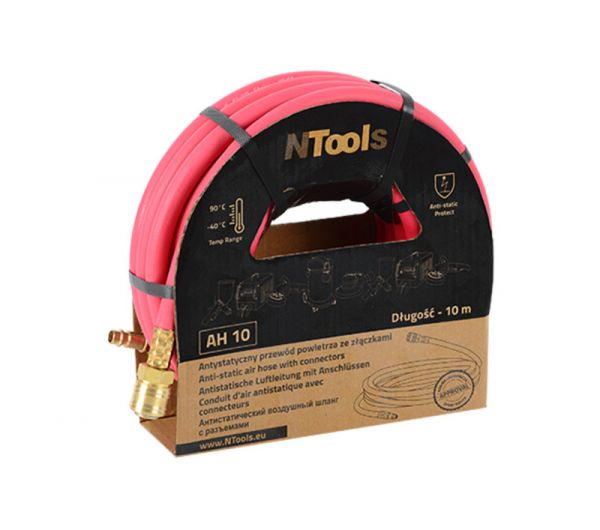 NTools
90°C
-40°C
Temp Range
Anti-static
Protect
Długość - 10 m
AH 10
Antystatyczny przewód powietrza ze złączkami
Anti-static air hose with connectors
Antistatische Luftleitung mit Anschlüssen
Conduit d'air antistatique avec
connecteurs
Антистатический воздушный шланг
с разъемами
www.NTools.eu
APPROVAL